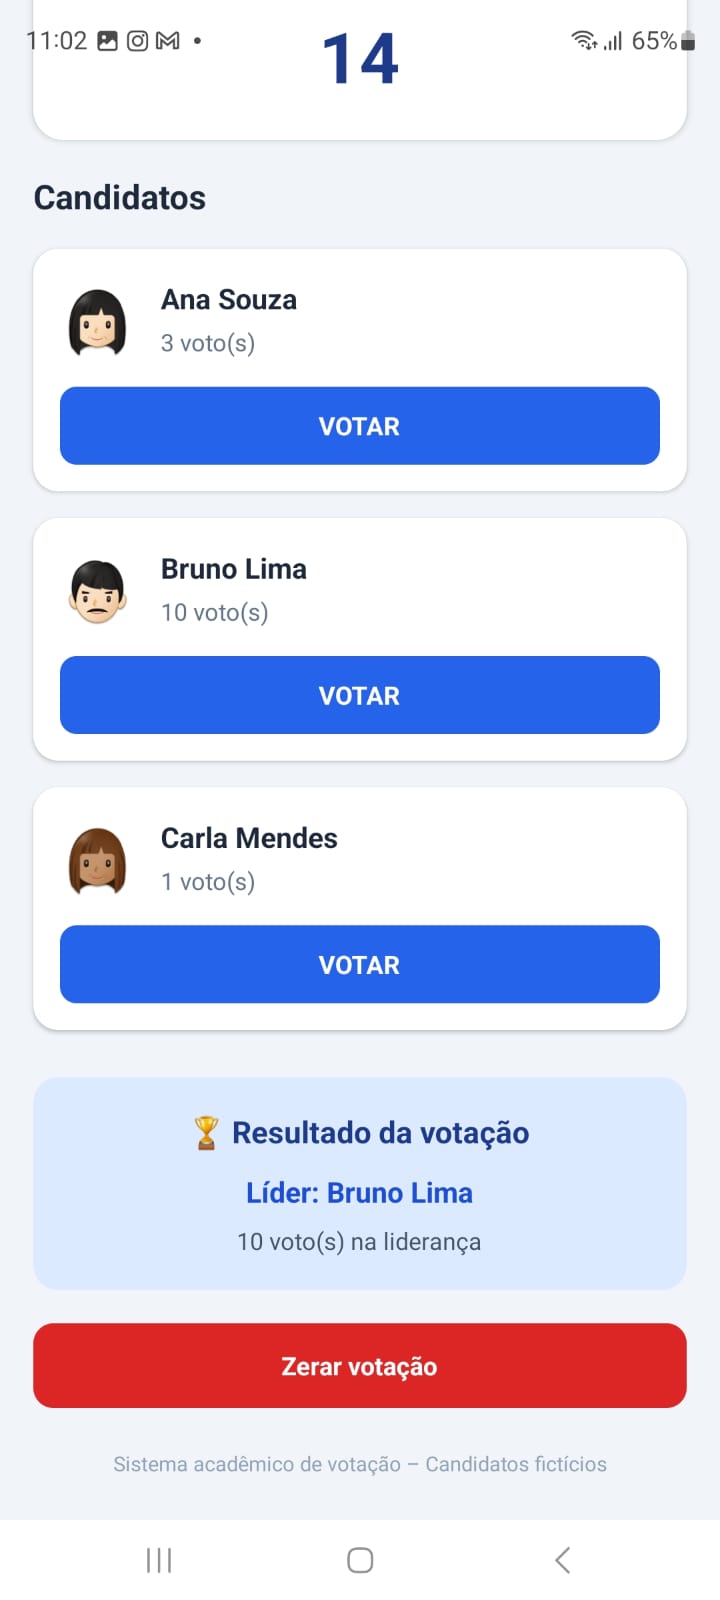 11:02
65%
14
Candidatos
Ana Souza
3 voto(s)
VOTAR
Bruno Lima
10 voto(s)
VOTAR
Carla Mendes
1 voto(s)
VOTAR
🏆 Resultado da votação
Líder: Bruno Lima
10 voto(s) na liderança
Zerar votação
Sistema acadêmico de votação – Candidatos fictícios